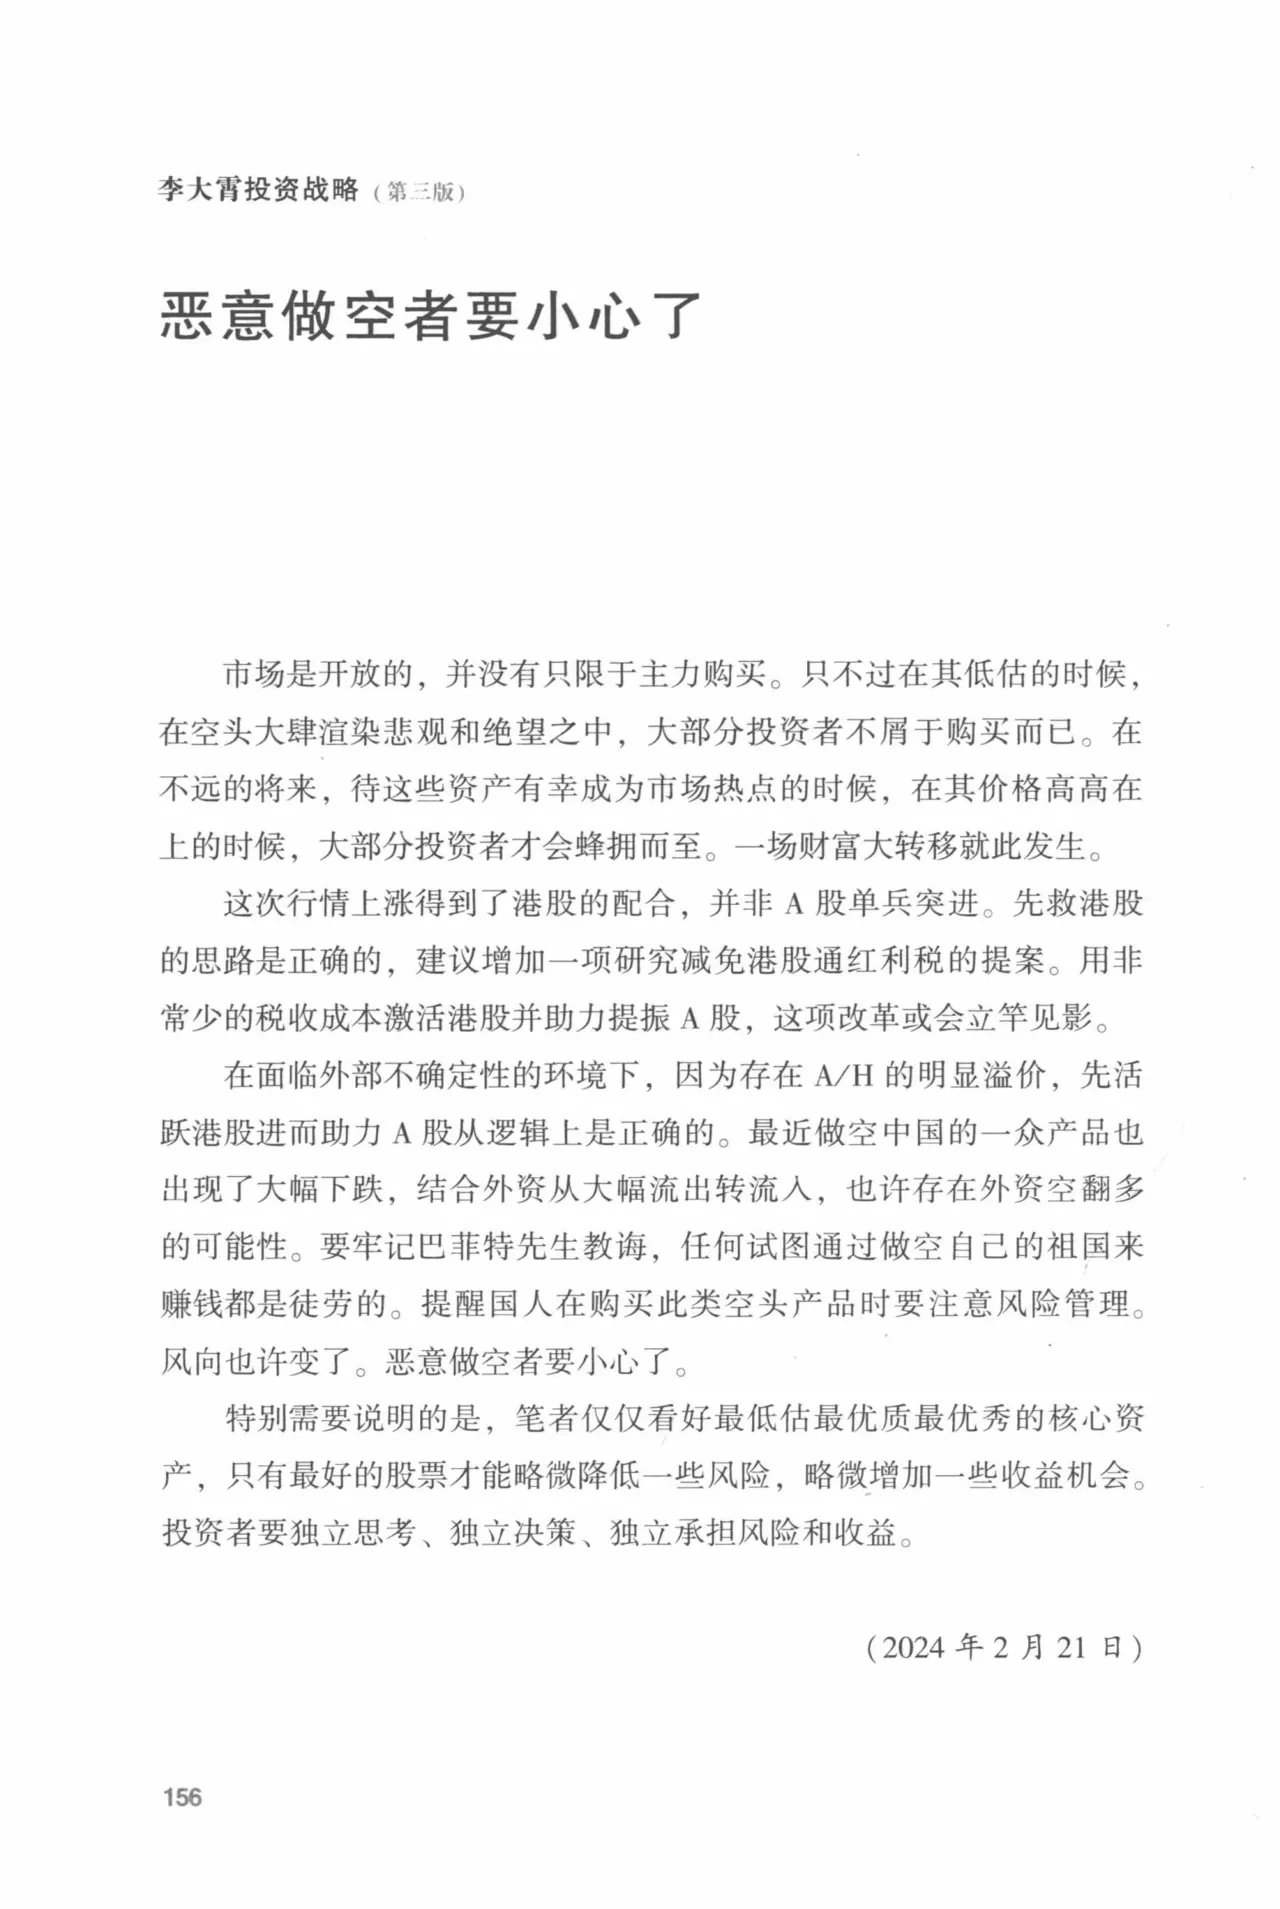 李大霄投资战略（第三版）
恶意做空者要小心了
市场是开放的，并没有只限于主力购买。只不过在其低估的时候，
在空头大肆渲染悲观和绝望之中，大部分投资者不屑于购买而已。在
不远的将来，待这些资产有幸成为市场热点的时候，在其价格高高在
上的时候，大部分投资者才会蜂拥而至。一场财富大转移就此发生。
这次行情上涨得到了港股的配合，并非 A 股单兵突进。先救港股
的思路是正确的，建议增加一项研究减免港股通红利税的提案。用非
常少的税收成本激活港股并助力提振 A 股，这项改革或会立竿见影。
在面临外部不确定性的环境下，因为存在 A/H 的明显溢价，先活
跃港股进而助力 A 股从逻辑上是正确的。最近做空中国的一众产品也
出现了大幅下跌，结合外资从大幅流出转流入，也许存在外资空翻多
的可能性。要牢记巴菲特先生教诲，任何试图通过做空自己的祖国来
赚钱都是徒劳的。提醒国人在购买此类空头产品时要注意风险管理。
风向也许变了。恶意做空者要小心了。
特别需要说明的是，笔者仅仅看好最低估最优质最优秀的核心资
产，只有最好的股票才能略微降低一些风险，略微增加一些收益机会。
投资者要独立思考、独立决策、独立承担风险和收益。
（2024 年 2 月 21 日）
156